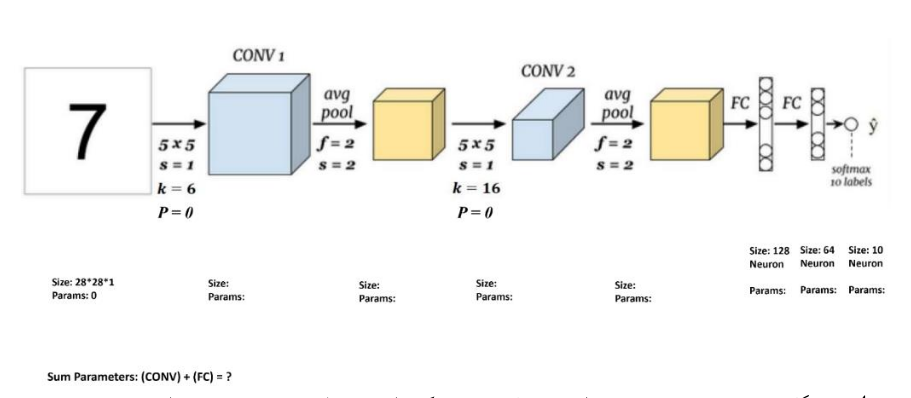 7
CONV 1
avg
pool
f = 2
s = 2
5 × 5
s = 1
k = 6
P = 0
CONV 2
avg
pool
f = 2
s = 2
5 × 5
s = 1
k = 16
P = 0
FC
FC
ŷ
softmax
10 labels
Size: 28*28*1
Params: 0
Size:
Params:
Size:
Params:
Size:
Params:
Size:
Params:
Size: 128
Neuron
Params:
Size: 64
Neuron
Params:
Size: 10
Neuron
Params:
Sum Parameters: (CONV) + (FC) = ?